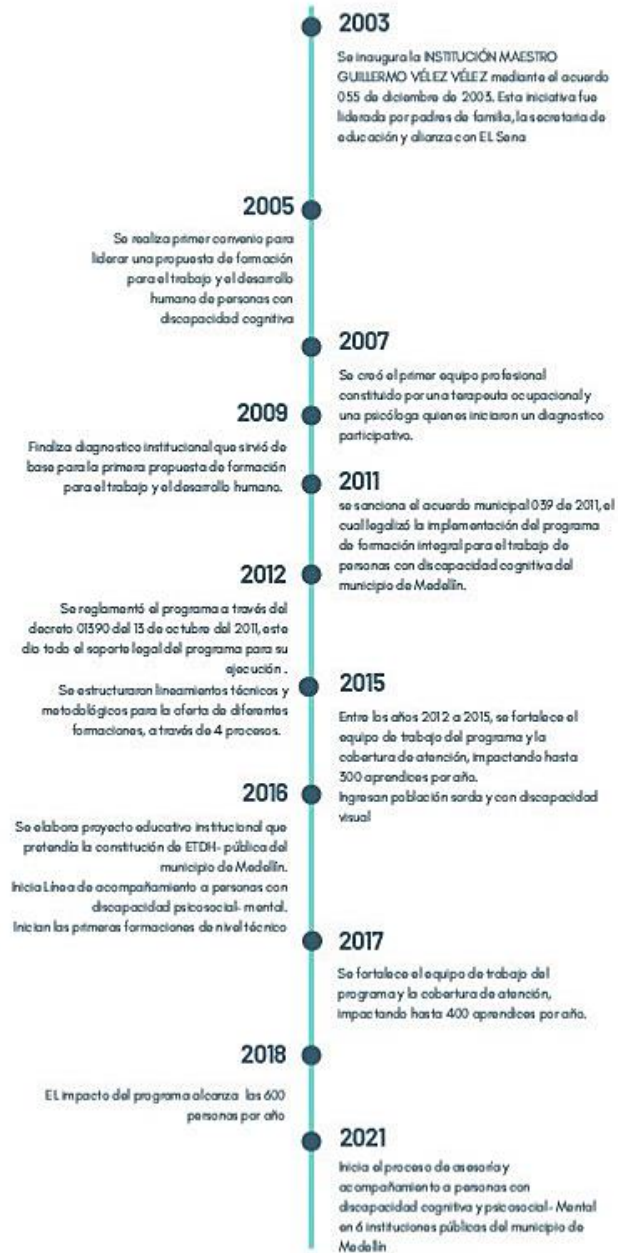 2003
Se inaugura la INSTITUCIÓN MAESTRO
GUILLERMO VÉLEZ VÉLEZ mediante el acuerdo
055 de diciembre de 2003. Esta iniciativa fue
liderada por padres de familia, la secretaria de
educación y alianza con EL Sena
2005
Se realiza primer convenio para
liderar una propuesta de formación
para el trabajo y el desarrollo
humano de personas con
discapacidad cognitiva
2007
Se creó el primer equipo profesional
constituido por una terapeuta ocupacional y
una psicóloga quienes iniciaron un diagnostico
participativo.
2009
Finaliza diagnostico institucional que sirvió de
base para la primera propuesta de formación
para el trabajo y el desarrollo humano.
2011
se sanciona el acuerdo municipal 039 de 2011, el
cual legalizó la implementación del programa
de formación integral para el trabajo de
personas con discapacidad cognitiva del
municipio de Medellín.
2012
Se reglamentó el programa a través del
decreto 01390 del 13 de octubre del 2011, este
dio todo el soporte legal del programa para su
ejecución .
Se estructuraron lineamientos técnicos y
metodológicos para la oferta de diferentes
formaciones, a través de 4 procesos.
2015
Entre los años 2012 a 2015, se fortalece el
equipo de trabajo del programa y la
cobertura de atención, impactando hasta
300 aprendices por año.
Ingresan población sorda y con discapacidad
visual
2016
Se elabora proyecto educativo institucional que
pretendía la constitución de ETDH- pública del
municipio de Medellín.
Inicia Línea de acompañamiento a personas con
discapacidad psicosocial- mental.
Inician las primeras formaciones de nivel técnico
2017
Se fortalece el equipo de trabajo del
programa y la cobertura de atención,
impactando hasta 400 aprendices por año.
2018
EL impacto del programa alcanza las 600
personas por año
2021
Inicia el proceso de asesoría y
acompañamiento a personas con
discapacidad cognitiva y psicosocial- Mental
en 6 instituciones públicas del municipio de
Medellín